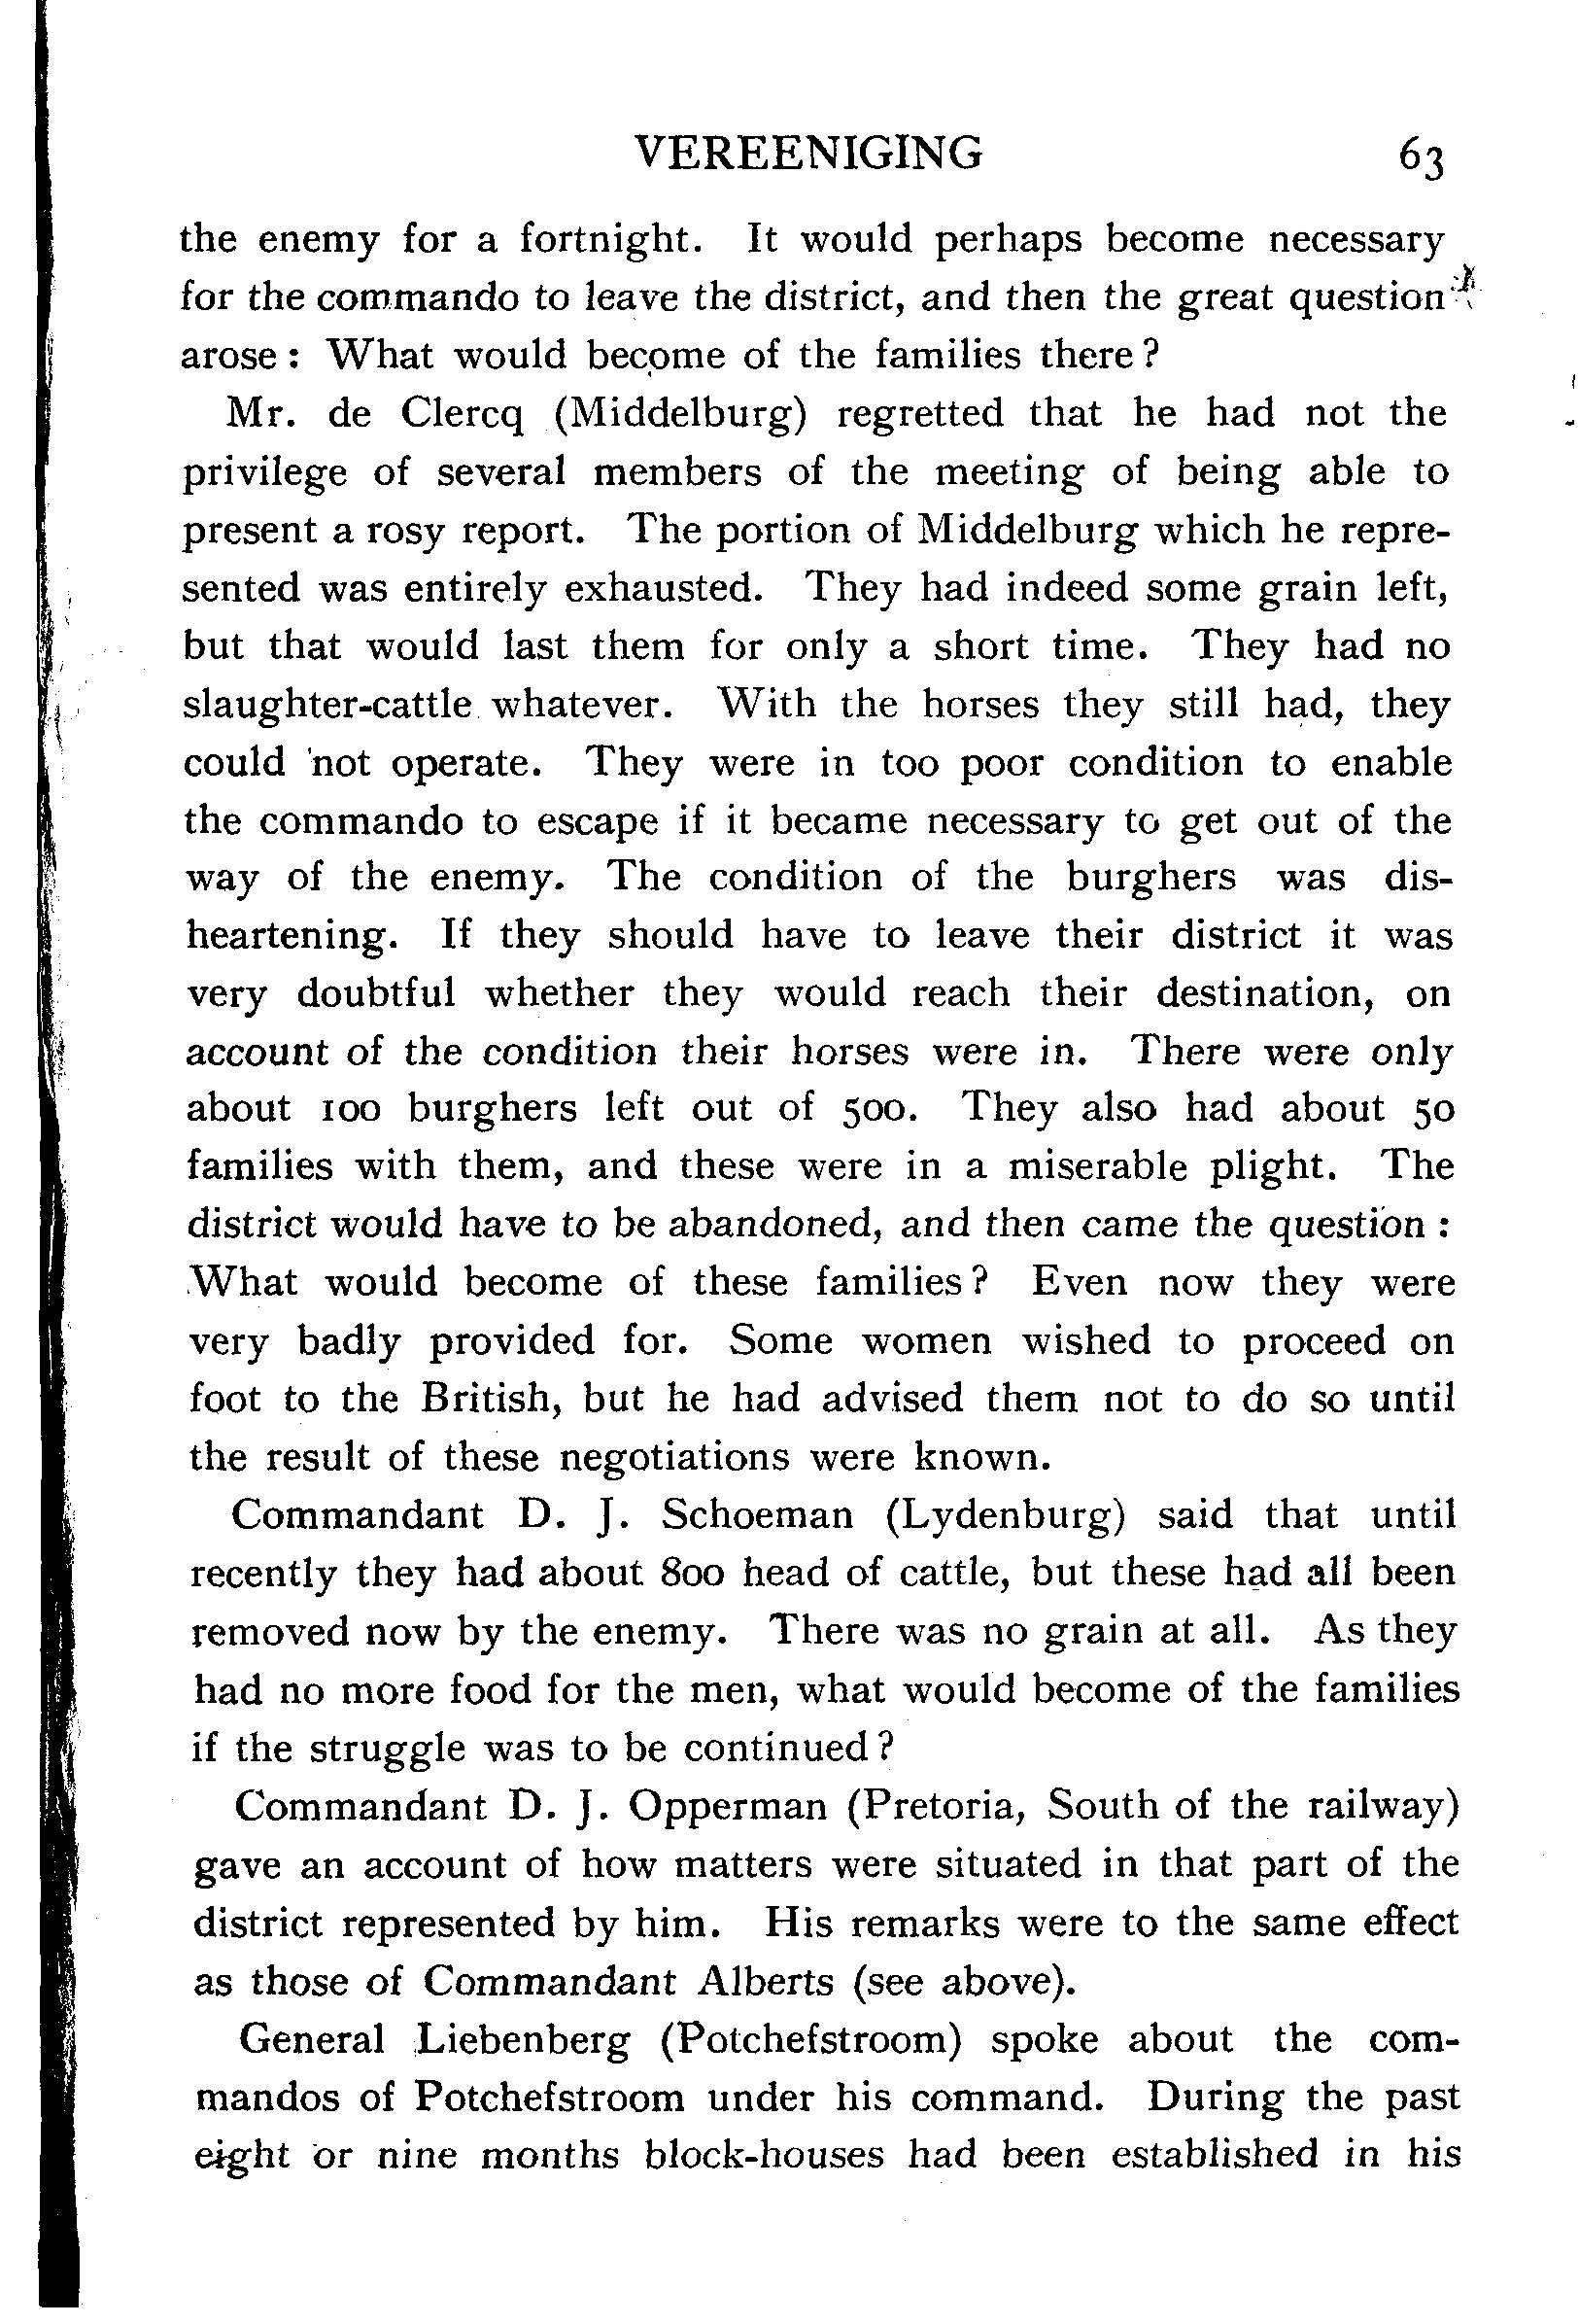 VEREENIGING 63
the enemy for a fortnight. It would perhaps become necessary
for the commando to leave the district, and then the great question
arose : What would become of the families there ?
Mr. de Clercq (Middelburg) regretted that he had not the
privilege of several members of the meeting of being able to
present a rosy report. The portion of Middelburg which he repre-
sented was entirely exhausted. They had indeed some grain left,
but that would last them for only a short time. They had no
slaughter-cattle whatever. With the horses they still had, they
could not operate. They were in too poor condition to enable
the commando to escape if it became necessary to get out of the
way of the enemy. The condition of the burghers was dis-
heartening. If they should have to leave their district it was
very doubtful whether they would reach their destination, on
account of the condition their horses were in. There were only
about 100 burghers left out of 500. They also had about 50
families with them, and these were in a miserable plight. The
district would have to be abandoned, and then came the question :
What would become of these families ? Even now they were
very badly provided for. Some women wished to proceed on
foot to the British, but he had advised them not to do so until
the result of these negotiations were known.
Commandant D. J. Schoeman (Lydenburg) said that until
recently they had about 800 head of cattle, but these had all been
removed now by the enemy. There was no grain at all. As they
had no more food for the men, what would become of the families
if the struggle was to be continued ?
Commandant D. J. Opperman (Pretoria, South of the railway)
gave an account of how matters were situated in that part of the
district represented by him. His remarks were to the same effect
as those of Commandant Alberts (see above).
General Liebenberg (Potchefstroom) spoke about the com-
mandos of Potchefstroom under his command. During the past
eight or nine months block-houses had been established in his